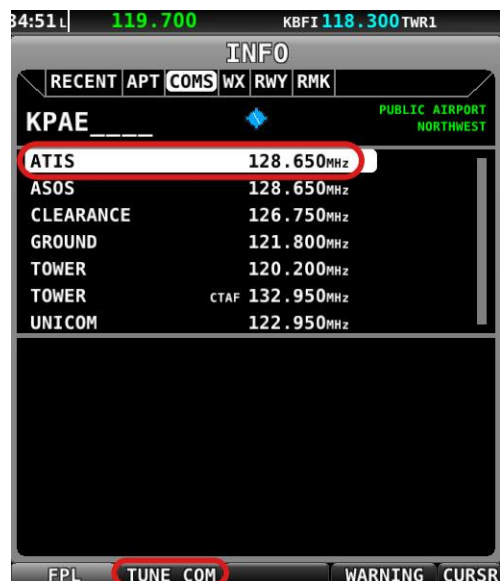 34:51L 119.700 KBFI 118.300 TWR1
INFO
RECENT APT COMS WX RWY RMK
KPAE____
PUBLIC AIRPORT
NORTHWEST
ATIS 128.650MHz
ASOS 128.650MHz
CLEARANCE 126.750MHz
GROUND 121.800MHz
TOWER 120.200MHz
TOWER CTAF 132.950MHz
UNICOM 122.950MHz
FPL TUNE COM WARNING CURSR